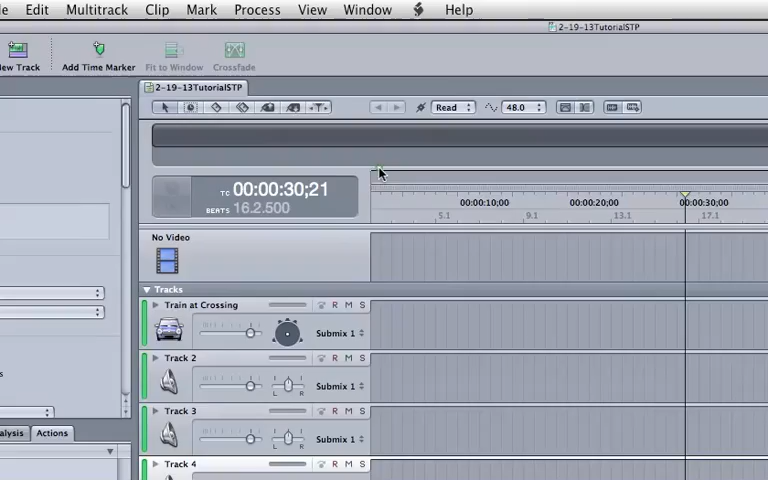 le Edit Multitrack Clip Mark Process View Window Help
2-19-13TutorialSTP
New Track Add Time Marker Fit to Window Crossfade
2-19-13TutorialSTP
Read 48.0
TC 00:00:30;21
BEATS 16.2.500
00:00:10;00 00:00:20;00 00:00:30;00
5.1 9.1 13.1 17.1
No Video
Tracks
Train at Crossing R M S
Submix 1
Track 2 R M S
L R Submix 1
Track 3 R M S
L R Submix 1
s
Track 4 R M S
alysis Actions